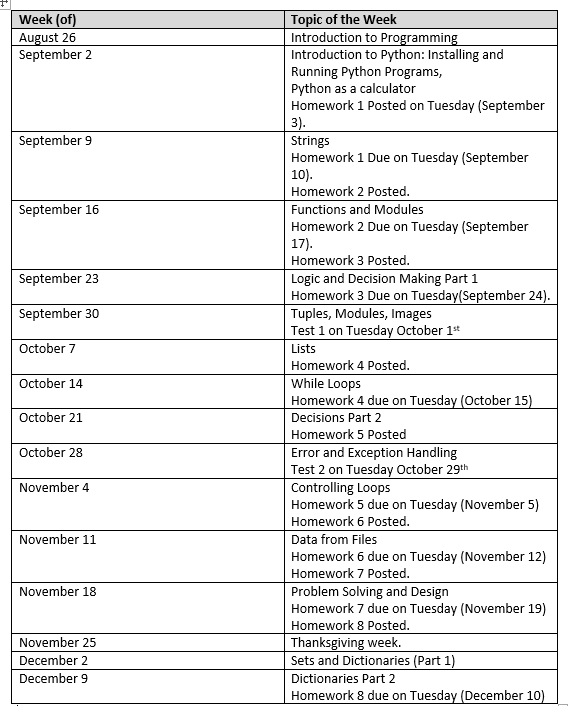 Week (of) Topic of the Week
August 26 Introduction to Programming
September 2 Introduction to Python: Installing and
Running Python Programs,
Python as a calculator
Homework 1 Posted on Tuesday (September
3).
September 9 Strings
Homework 1 Due on Tuesday (September
10).
Homework 2 Posted.
September 16 Functions and Modules
Homework 2 Due on Tuesday (September
17).
Homework 3 Posted.
September 23 Logic and Decision Making Part 1
Homework 3 Due on Tuesday(September 24).
September 30 Tuples, Modules, Images
Test 1 on Tuesday October 1st
October 7 Lists
Homework 4 Posted.
October 14 While Loops
Homework 4 due on Tuesday (October 15)
October 21 Decisions Part 2
Homework 5 Posted
October 28 Error and Exception Handling
Test 2 on Tuesday October 29th
November 4 Controlling Loops
Homework 5 due on Tuesday (November 5)
Homework 6 Posted.
November 11 Data from Files
Homework 6 due on Tuesday (November 12)
Homework 7 Posted.
November 18 Problem Solving and Design
Homework 7 due on Tuesday (November 19)
Homework 8 Posted.
November 25 Thanksgiving week.
December 2 Sets and Dictionaries (Part 1)
December 9 Dictionaries Part 2
Homework 8 due on Tuesday (December 10)